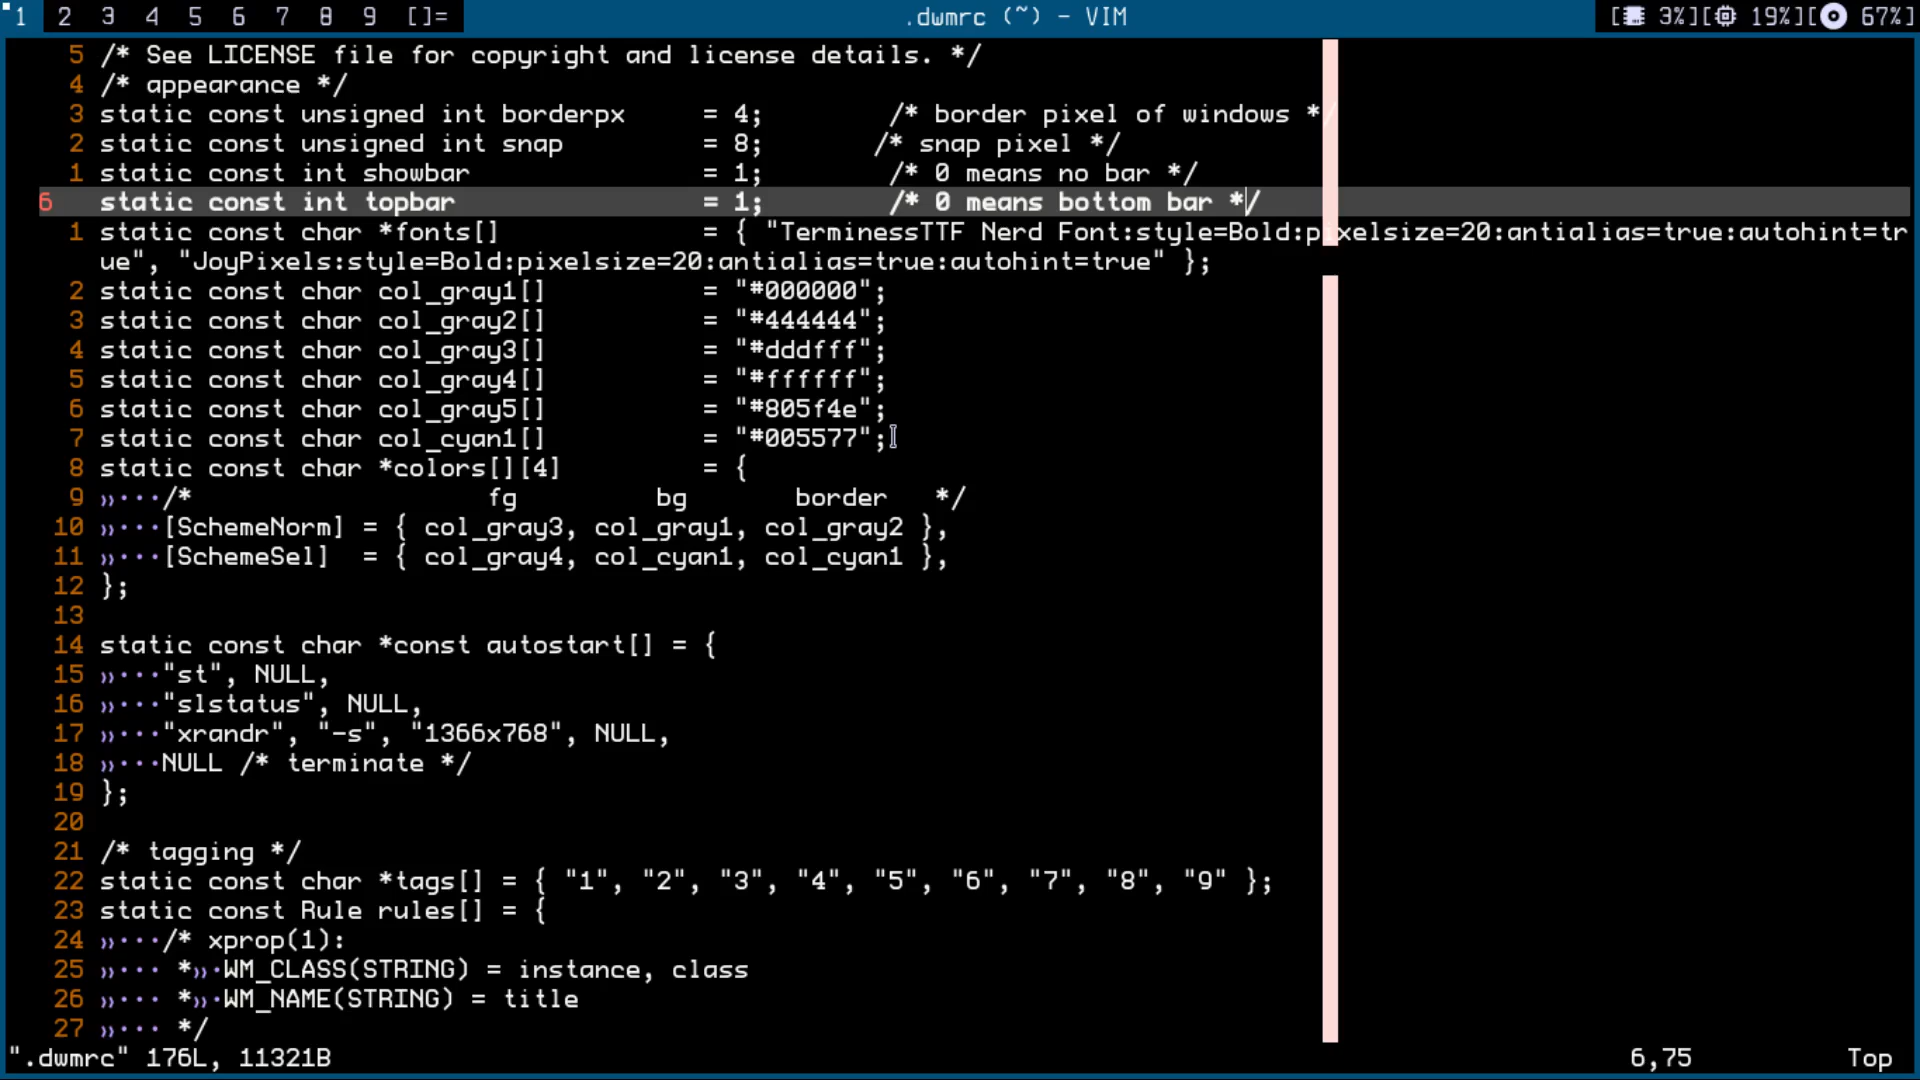 1 2 3 4 5 6 7 8 9 []= .dwmrc (~) - VIM [ 3%][ 19%][ 67%]
5 /* See LICENSE file for copyright and license details. */
4 /* appearance */
3 static const unsigned int borderpx = 4; /* border pixel of windows */
2 static const unsigned int snap = 8; /* snap pixel */
1 static const int showbar = 1; /* 0 means no bar */
6 static const int topbar = 1; /* 0 means bottom bar */
1 static const char *fonts[] = { "TerminessTTF Nerd Font:style=Bold:pixelsize=20:antialias=true:autohint=tr
ue", "JoyPixels:style=Bold:pixelsize=20:antialias=true:autohint=true" };
2 static const char col_gray1[] = "#000000";
3 static const char col_gray2[] = "#444444";
4 static const char col_gray3[] = "#dddfff";
5 static const char col_gray4[] = "#ffffff";
6 static const char col_gray5[] = "#805f4e";
7 static const char col_cyan1[] = "#005577";
8 static const char *colors[][4] = {
9 »···/* fg bg border */
10 »···[SchemeNorm] = { col_gray3, col_gray1, col_gray2 },
11 »···[SchemeSel] = { col_gray4, col_cyan1, col_cyan1 },
12 };
13
14 static const char *const autostart[] = {
15 »···"st", NULL,
16 »···"slstatus", NULL,
17 »···"xrandr", "-s", "1366x768", NULL,
18 »···NULL /* terminate */
19 };
20
21 /* tagging */
22 static const char *tags[] = { "1", "2", "3", "4", "5", "6", "7", "8", "9" };
23 static const Rule rules[] = {
24 »···/* xprop(1):
25 »··· *»·WM_CLASS(STRING) = instance, class
26 »··· *»·WM_NAME(STRING) = title
27 »··· */
".dwmrc" 176L, 11321B 6,75 Top